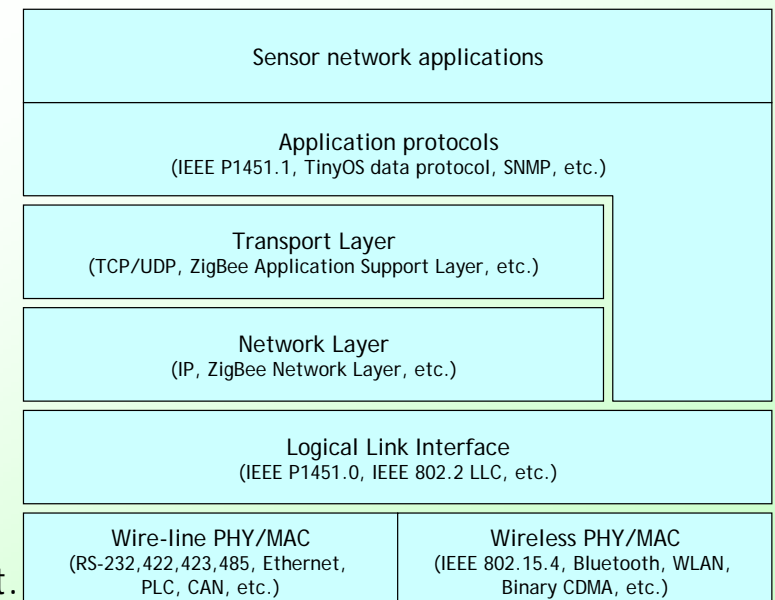 Sensor network applications
Application protocols
(IEEE P1451.1, TinyOS data protocol, SNMP, etc.)
Transport Layer
(TCP/UDP, ZigBee Application Support Layer, etc.)
Network Layer
(IP, ZigBee Network Layer, etc.)
Logical Link Interface
(IEEE P1451.0, IEEE 802.2 LLC, etc.)
Wire-line PHY/MAC
(RS-232,422,423,485, Ethernet,
PLC, CAN, etc.)
Wireless PHY/MAC
(IEEE 802.15.4, Bluetooth, WLAN,
Binary CDMA, etc.)